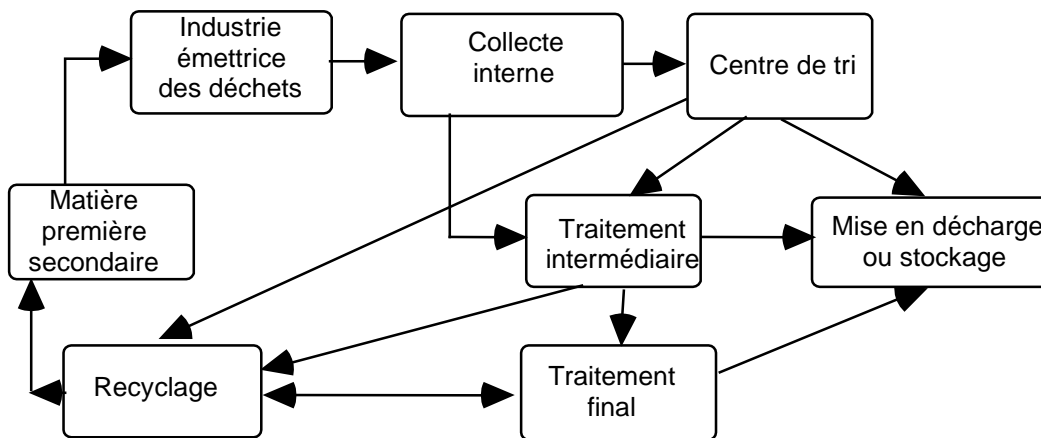 Industrie
émettrice
des déchets
Collecte
interne
Centre de tri
Matière
première
secondaire
Traitement
intermédiaire
Mise en décharge
ou stockage
Recyclage
Traitement
final